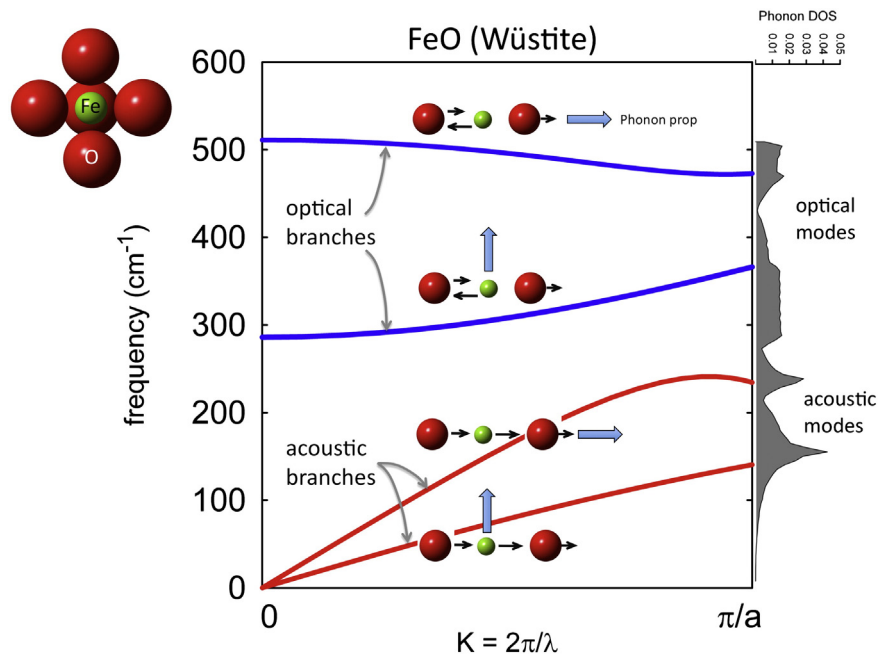 FeO (Wüstite)
Phonon DOS
0.01 0.02 0.03 0.04 0.05
Fe
O
frequency (cm-1)
600
500
400
300
200
100
0
Phonon prop
optical
branches
acoustic
branches
optical
modes
acoustic
modes
0
π/a
K = 2π/λ